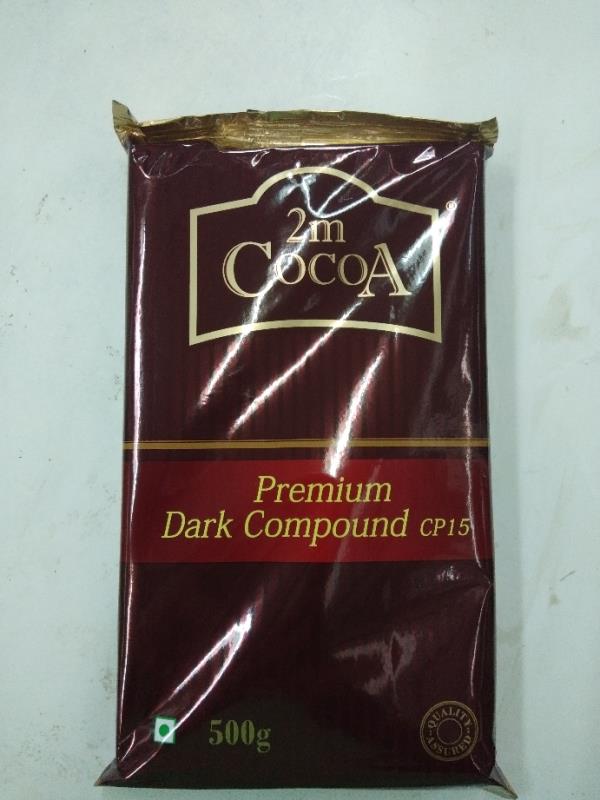 2m
COCOA
®
Premium
Dark Compound CP15
500g
QUALITY
ASSURED